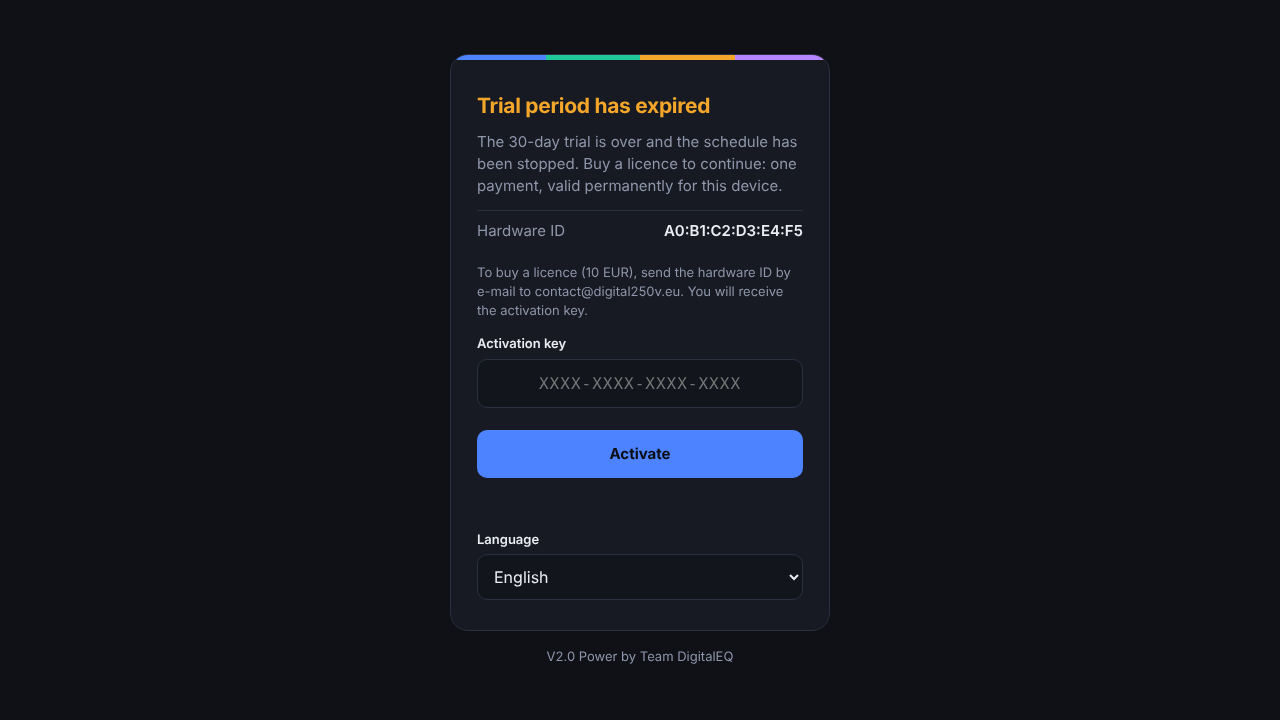 Trial period has expired
The 30-day trial is over and the schedule has
been stopped. Buy a licence to continue: one
payment, valid permanently for this device.
Hardware ID A0:B1:C2:D3:E4:F5
To buy a licence (10 EUR), send the hardware ID by
e-mail to contact@digital250v.eu. You will receive
the activation key.
Activation key
XXXX-XXXX-XXXX-XXXX
Activate
Language
English
V2.0 Power by Team DigitalEQ